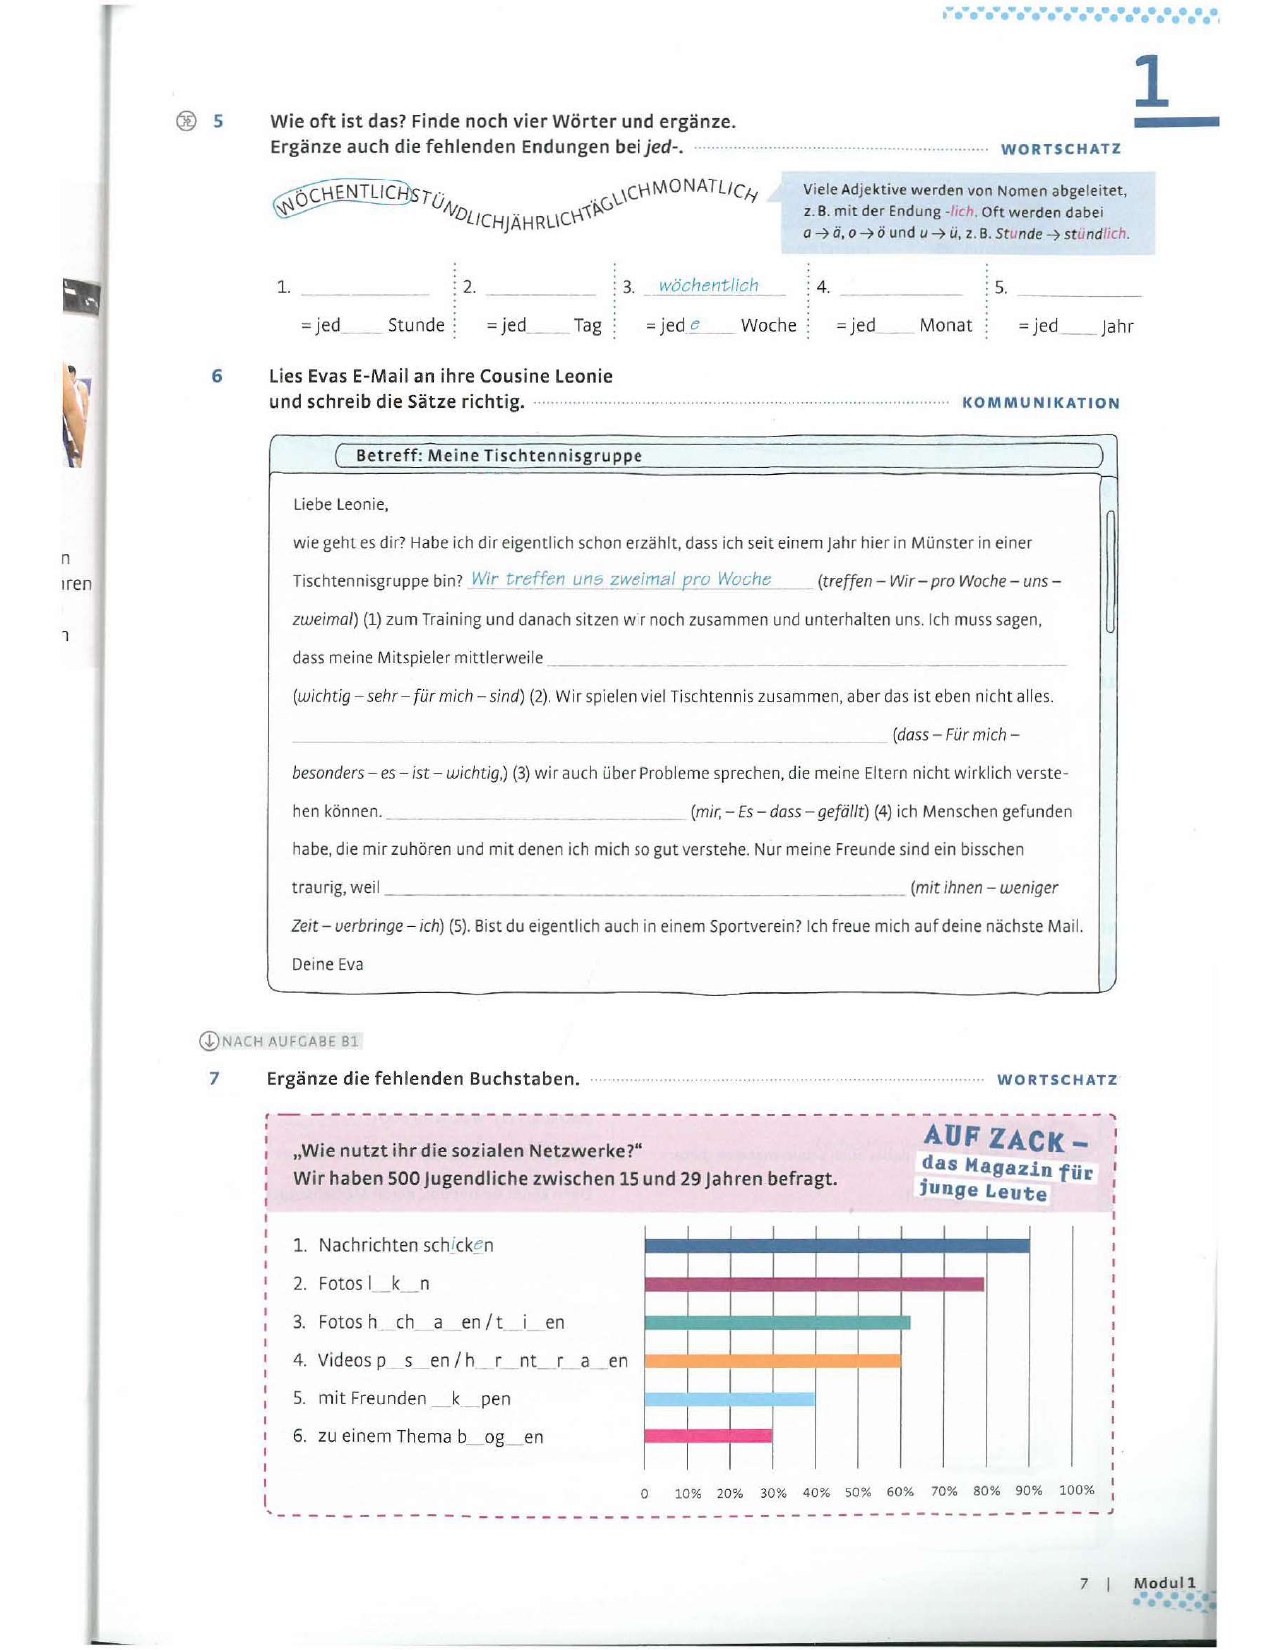 1
5 Wie oft ist das? Finde noch vier Wörter und ergänze.
Ergänze auch die fehlenden Endungen bei jed-. WORTSCHATZ
WÖCHENTLICHSTÜNDLICHJÄHRLICHTÄGLICHMONATLICH
Viele Adjektive werden von Nomen abgeleitet,
z. B. mit der Endung -lich. Oft werden dabei
a → ä, o → ö und u → ü, z. B. Stunde → stündlich.
1. ____ 2. ____ 3. wöchentlich 4. ____ 5. ____
= jed____ Stunde = jed____ Tag = jed e Woche = jed____ Monat = jed____ Jahr
6 Lies Evas E-Mail an ihre Cousine Leonie
und schreib die Sätze richtig. KOMMUNIKATION
Betreff: Meine Tischtennisgruppe
Liebe Leonie,
wie geht es dir? Habe ich dir eigentlich schon erzählt, dass ich seit einem Jahr hier in Münster in einer
Tischtennisgruppe bin? Wir treffen uns zweimal pro Woche (treffen – Wir – pro Woche – uns –
zweimal) (1) zum Training und danach sitzen wir noch zusammen und unterhalten uns. Ich muss sagen,
dass meine Mitspieler mittlerweile ____
(wichtig – sehr – für mich – sind) (2). Wir spielen viel Tischtennis zusammen, aber das ist eben nicht alles.
____ (dass – Für mich –
besonders – es – ist – wichtig,) (3) wir auch über Probleme sprechen, die meine Eltern nicht wirklich verste-
hen können. ____ (mir, – Es – dass – gefällt) (4) ich Menschen gefunden
habe, die mir zuhören und mit denen ich mich so gut verstehe. Nur meine Freunde sind ein bisschen
traurig, weil ____ (mit ihnen – weniger
Zeit – verbringe – ich) (5). Bist du eigentlich auch in einem Sportverein? Ich freue mich auf deine nächste Mail.
Deine Eva
NACH AUFGABE B1
7 Ergänze die fehlenden Buchstaben. WORTSCHATZ
„Wie nutzt ihr die sozialen Netzwerke?“
Wir haben 500 Jugendliche zwischen 15 und 29 Jahren befragt.
AUF ZACK –
das Magazin für
junge Leute
1. Nachrichten schicken
2. Fotos l__k__n
3. Fotos h__ch__a__en / t__i__en
4. Videos p__s__en / h__r__nt__r__a__en
5. mit Freunden __k__pen
6. zu einem Thema b__og__en
0 10% 20% 30% 40% 50% 60% 70% 80% 90% 100%
7 | Modul 1